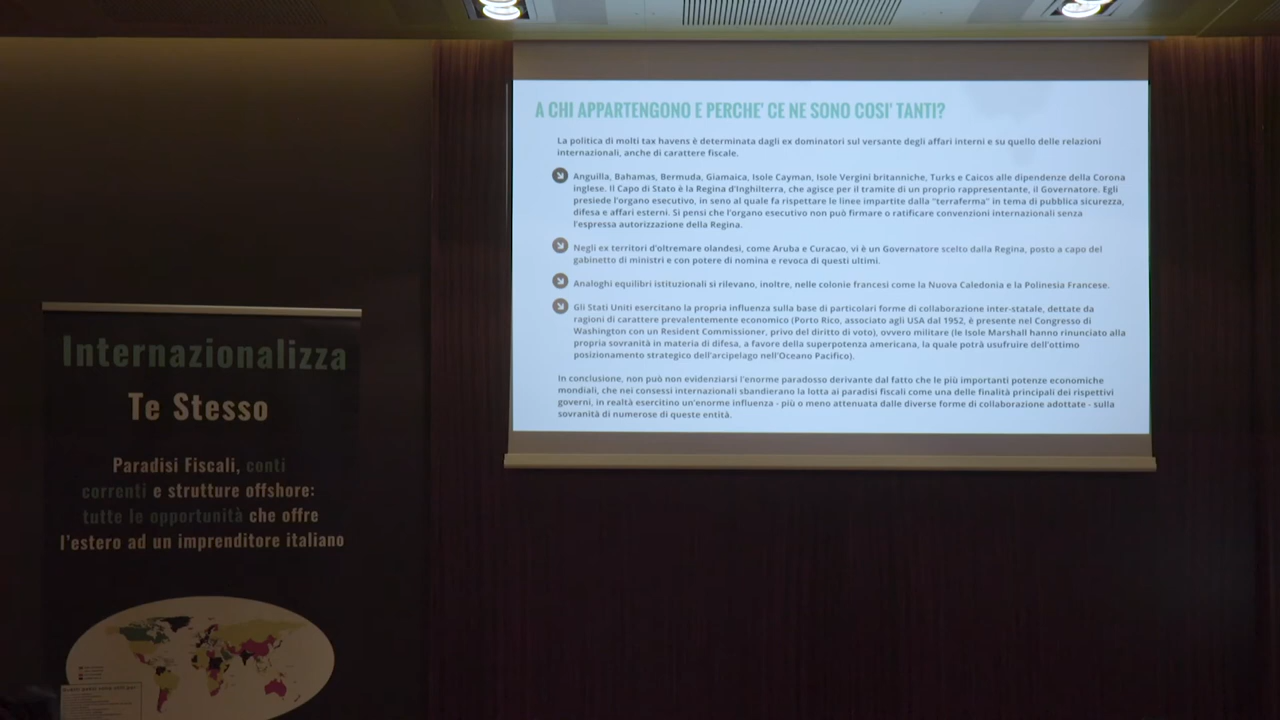 A CHI APPARTENGONO E PERCHE' CE NE SONO COSI' TANTI?
La politica di molti tax havens è determinata dagli ex dominatori sul versante degli affari interni e su quello delle relazioni
internazionali, anche di carattere fiscale.
Anguilla, Bahamas, Bermuda, Giamaica, Isole Cayman, Isole Vergini britanniche, Turks e Caicos alle dipendenze della Corona
inglese. Il Capo di Stato è la Regina d'Inghilterra, che agisce per il tramite di un proprio rappresentante, il Governatore. Egli
presiede l'organo esecutivo, in seno al quale fa rispettare le linee impartite dalla "terraferma" in tema di pubblica sicurezza,
difesa e affari esterni. Si pensi che l'organo esecutivo non può firmare o ratificare convenzioni internazionali senza
l'espressa autorizzazione della Regina.
Negli ex territori d'oltremare olandesi, come Aruba e Curacao, vi è un Governatore scelto dalla Regina, posto a capo del
gabinetto di ministri e con potere di nomina e revoca di questi ultimi.
Analoghi equilibri istituzionali si rilevano, inoltre, nelle colonie francesi come la Nuova Caledonia e la Polinesia Francese.
Gli Stati Uniti esercitano la propria influenza sulla base di particolari forme di collaborazione inter-statale, dettate da
ragioni di carattere prevalentemente economico (Porto Rico, associato agli USA dal 1952, è presente nel Congresso di
Washington con un Resident Commissioner, privo del diritto di voto), ovvero militare (le Isole Marshall hanno rinunciato alla
propria sovranità in materia di difesa, a favore della superpotenza americana, la quale potrà usufruire dell'ottimo
posizionamento strategico dell'arcipelago nell'Oceano Pacifico).
In conclusione, non può non evidenziarsi l'enorme paradosso derivante dal fatto che le più importanti potenze economiche
mondiali, che nei consessi internazionali sbandierano la lotta ai paradisi fiscali come una delle finalità principali dei rispettivi
governi, in realtà esercitino un'enorme influenza - più o meno attenuata dalle diverse forme di collaborazione adottate - sulla
sovranità di numerose di queste entità.
Internazionalizza
Te Stesso
Paradisi Fiscali, conti
correnti e strutture offshore:
tutte le opportunità che offre
l'estero ad un imprenditore italiano